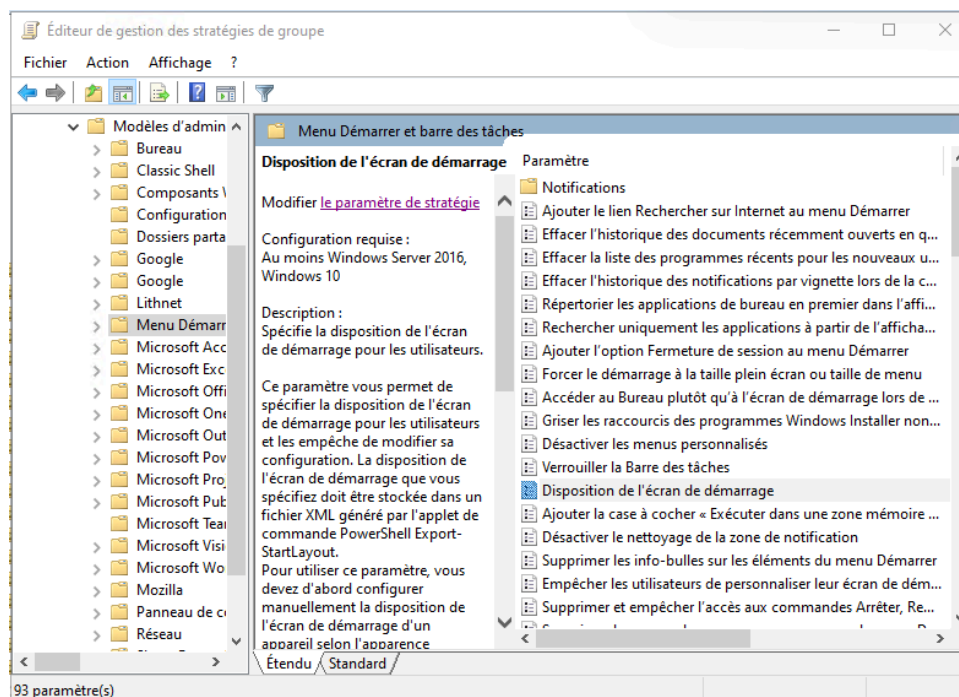 Éditeur de gestion des stratégies de groupe
Fichier Action Affichage ?
Modèles d'admin
Bureau
Classic Shell
Composants
Configuration
Dossiers parta
Google
Google
Lithnet
Menu Démarr
Microsoft Acc
Microsoft Exc
Microsoft Offi
Microsoft One
Microsoft Out
Microsoft Pov
Microsoft Proj
Microsoft Pub
Microsoft Tea
Microsoft Visi
Microsoft Wo
Mozilla
Panneau de c
Réseau
Menu Démarrer et barre des tâches
Disposition de l'écran de démarrage
Modifier le paramètre de stratégie
Configuration requise :
Au moins Windows Server 2016,
Windows 10
Description :
Spécifie la disposition de l'écran
de démarrage pour les utilisateurs.
Ce paramètre vous permet de
spécifier la disposition de l'écran
de démarrage pour les utilisateurs
et les empêche de modifier sa
configuration. La disposition de
l'écran de démarrage que vous
spécifiez doit être stockée dans un
fichier XML généré par l'applet de
commande PowerShell Export-
StartLayout.
Pour utiliser ce paramètre, vous
devez d'abord configurer
manuellement la disposition de
l'écran de démarrage d'un
appareil selon l'apparence
Paramètre
Notifications
Ajouter le lien Rechercher sur Internet au menu Démarrer
Effacer l'historique des documents récemment ouverts en q...
Effacer la liste des programmes récents pour les nouveaux u...
Effacer l'historique des notifications par vignette lors de la c...
Répertorier les applications de bureau en premier dans l'affi...
Rechercher uniquement les applications à partir de l'afficha...
Ajouter l'option Fermeture de session au menu Démarrer
Forcer le démarrage à la taille plein écran ou taille de menu
Accéder au Bureau plutôt qu'à l'écran de démarrage lors de ...
Griser les raccourcis des programmes Windows Installer non...
Désactiver les menus personnalisés
Verrouiller la Barre des tâches
Disposition de l'écran de démarrage
Ajouter la case à cocher « Exécuter dans une zone mémoire ...
Désactiver le nettoyage de la zone de notification
Supprimer les info-bulles sur les éléments du menu Démarrer
Empêcher les utilisateurs de personnaliser leur écran de dém...
Supprimer et empêcher l'accès aux commandes Arrêter, Re...
Étendu Standard
93 paramètre(s)